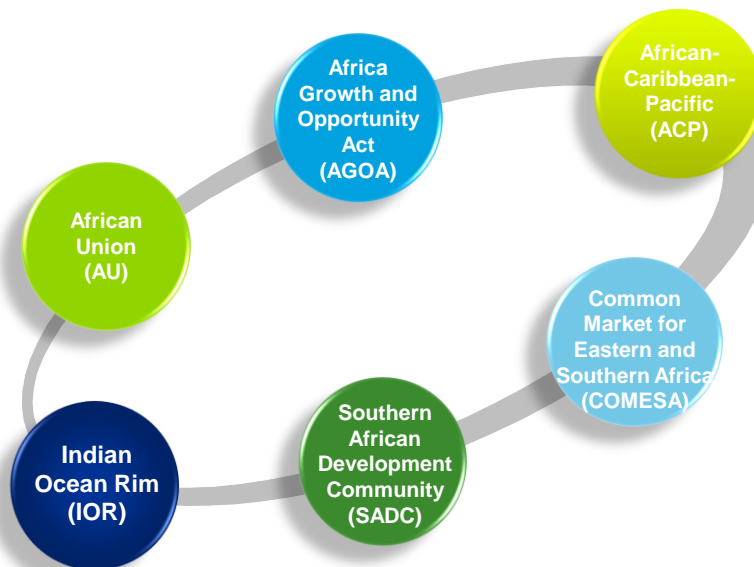 Africa
Growth and
Opportunity
Act
(AGOA)
African-
Caribbean-
Pacific
(ACP)
African
Union
(AU)
Common
Market for
Eastern and
Southern Africa
(COMESA)
Southern
African
Development
Community
(SADC)
Indian
Ocean Rim
(IOR)